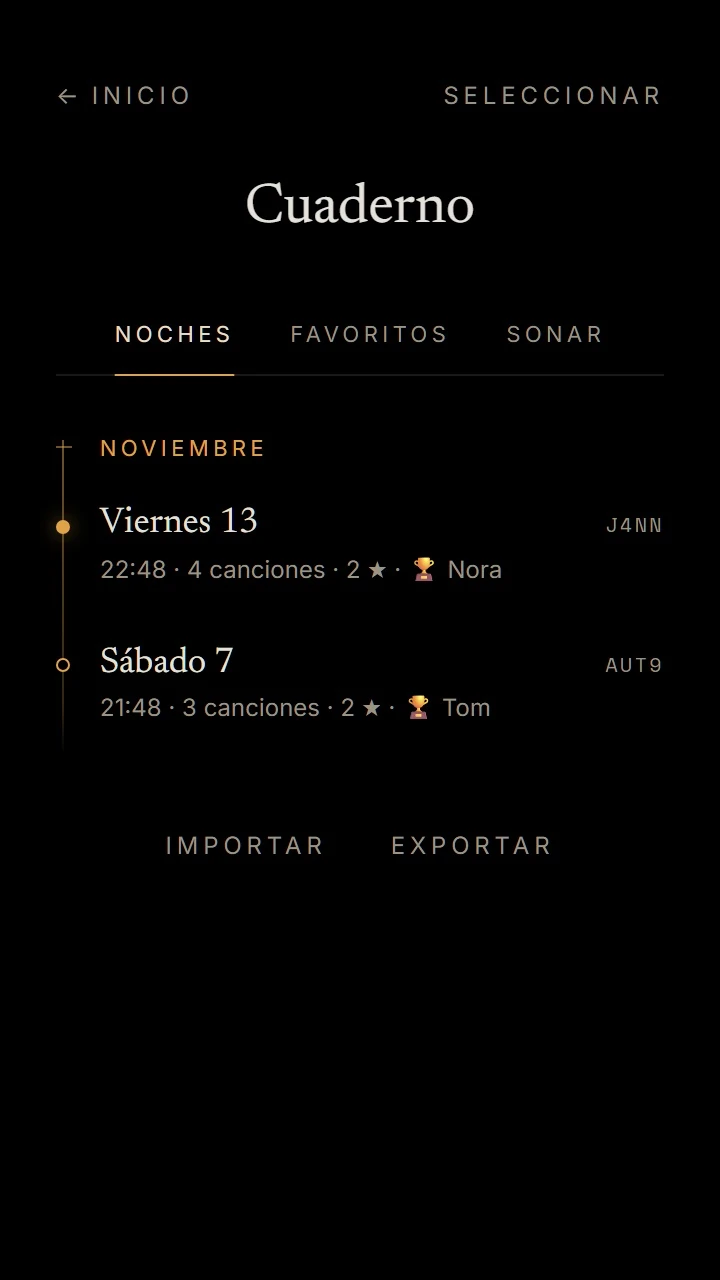 ← INICIO SELECCIONAR
Cuaderno
NOCHES FAVORITOS SONAR
NOVIEMBRE
Viernes 13 J4NN
22:48 · 4 canciones · 2 ★ · 🏆 Nora
Sábado 7 AUT9
21:48 · 3 canciones · 2 ★ · 🏆 Tom
IMPORTAR EXPORTAR